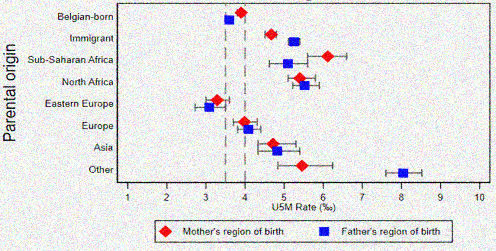 Parental origin
Belgian-born
Immigrant
Sub-Saharan Africa
North Africa
Eastern Europe
Europe
Asia
Other
1 2 3 4 5 6 7 8 9 10
U5M Rate (‰)
Mother's region of birth Father's region of birth